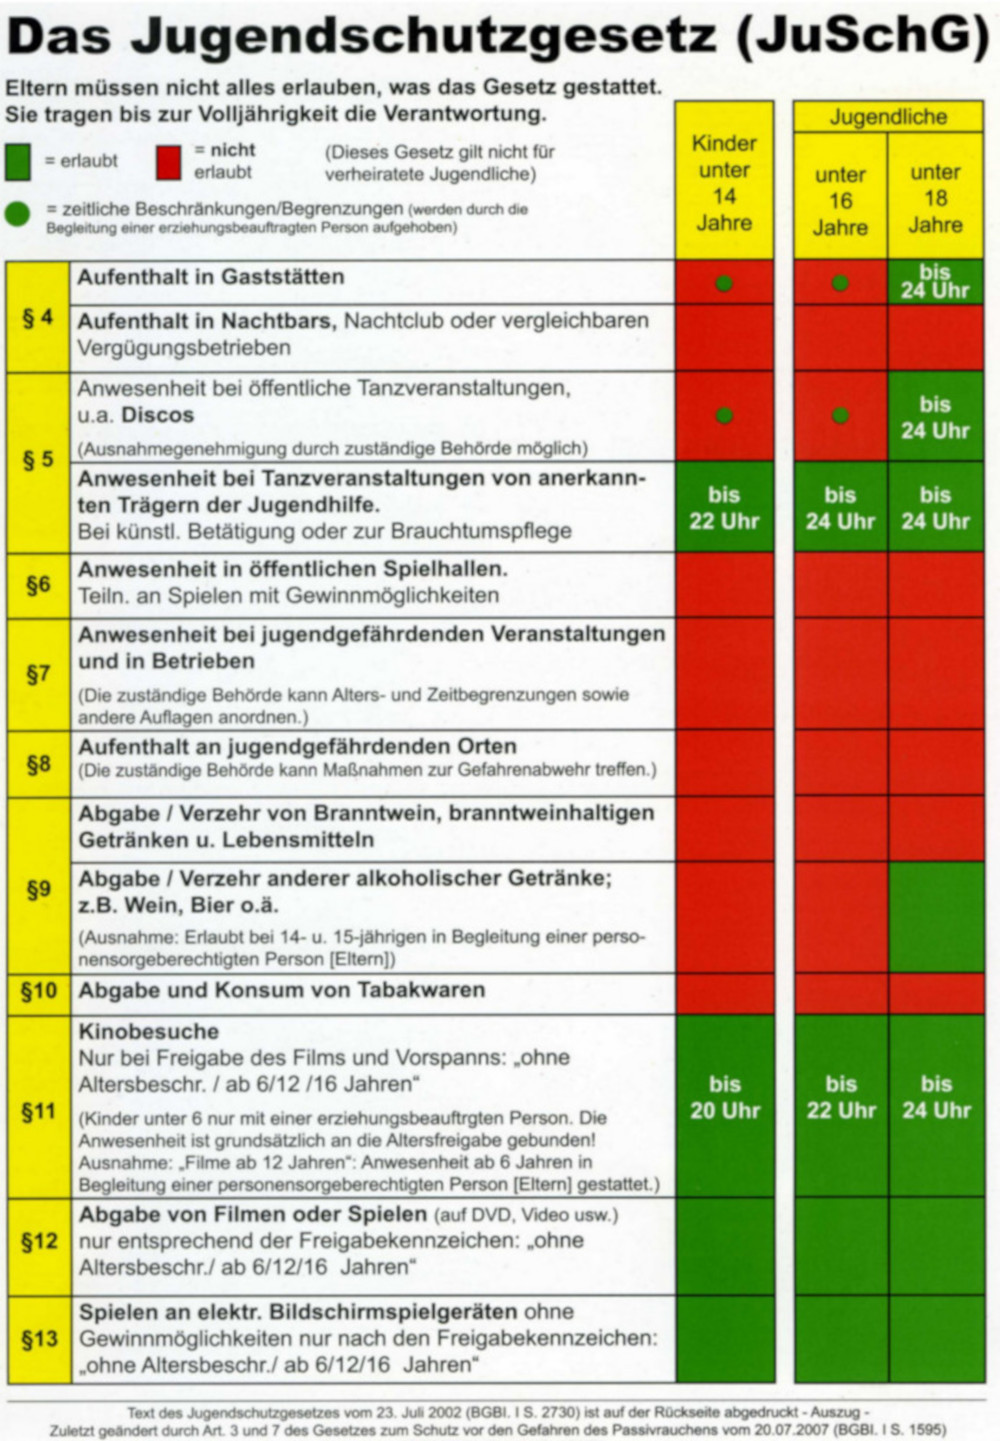 Das Jugendschutzgesetz (JuSchG)
Eltern müssen nicht alles erlauben, was das Gesetz gestattet.
Sie tragen bis zur Volljährigkeit die Verantwortung.
= erlaubt
= nicht
erlaubt
(Dieses Gesetz gilt nicht für
verheiratete Jugendliche)
= zeitliche Beschränkungen/Begrenzungen (werden durch die
Begleitung einer erziehungsbeauftragten Person aufgehoben)
Kinder
unter
14
Jahre
Jugendliche
unter
16
Jahre
unter
18
Jahre
§ 4
Aufenthalt in Gaststätten
bis
24 Uhr
Aufenthalt in Nachtbars, Nachtclub oder vergleichbaren
Vergügungsbetrieben
§ 5
Anwesenheit bei öffentliche Tanzveranstaltungen,
u.a. Discos
(Ausnahmegenehmigung durch zuständige Behörde möglich)
bis
24 Uhr
Anwesenheit bei Tanzveranstaltungen von anerkann-
ten Trägern der Jugendhilfe.
Bei künstl. Betätigung oder zur Brauchtumspflege
bis
22 Uhr
bis
24 Uhr
bis
24 Uhr
§6
Anwesenheit in öffentlichen Spielhallen.
Teiln. an Spielen mit Gewinnmöglichkeiten
§7
Anwesenheit bei jugendgefährdenden Veranstaltungen
und in Betrieben
(Die zuständige Behörde kann Alters- und Zeitbegrenzungen sowie
andere Auflagen anordnen.)
§8
Aufenthalt an jugendgefährdenden Orten
(Die zuständige Behörde kann Maßnahmen zur Gefahrenabwehr treffen.)
§9
Abgabe / Verzehr von Branntwein, branntweinhaltigen
Getränken u. Lebensmitteln
Abgabe / Verzehr anderer alkoholischer Getränke;
z.B. Wein, Bier o.ä.
(Ausnahme: Erlaubt bei 14- u. 15-jährigen in Begleitung einer perso-
nensorgeberechtigten Person [Eltern])
§10
Abgabe und Konsum von Tabakwaren
§11
Kinobesuche
Nur bei Freigabe des Films und Vorspanns: „ohne
Altersbeschr. / ab 6/12 /16 Jahren“
(Kinder unter 6 nur mit einer erziehungsbeauftrgten Person. Die
Anwesenheit ist grundsätzlich an die Altersfreigabe gebunden!
Ausnahme: „Filme ab 12 Jahren“: Anwesenheit ab 6 Jahren in
Begleitung einer personensorgeberechtigten Person [Eltern] gestattet.)
bis
20 Uhr
bis
22 Uhr
bis
24 Uhr
§12
Abgabe von Filmen oder Spielen (auf DVD, Video usw.)
nur entsprechend der Freigabekennzeichen: „ohne
Altersbeschr./ ab 6/12/16 Jahren“
§13
Spielen an elektr. Bildschirmspielgeräten ohne
Gewinnmöglichkeiten nur nach den Freigabekennzeichen:
„ohne Altersbeschr./ ab 6/12/16 Jahren“
Text des Jugendschutzgesetzes vom 23. Juli 2002 (BGBI. I S. 2730) ist auf der Rückseite abgedruckt - Auszug -
Zuletzt geändert durch Art. 3 und 7 des Gesetzes zum Schutz vor den Gefahren des Passivrauchens vom 20.07.2007 (BGBI. I S. 1595)